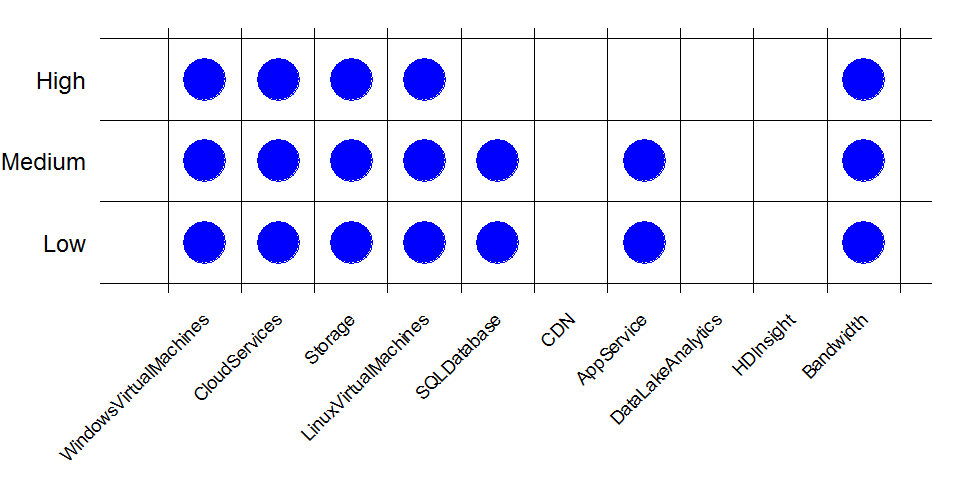 High
Medium
Low
WindowsVirtualMachines
CloudServices
Storage
LinuxVirtualMachines
SQLDatabase
CDN
AppService
DataLakeAnalytics
HDInsight
Bandwidth